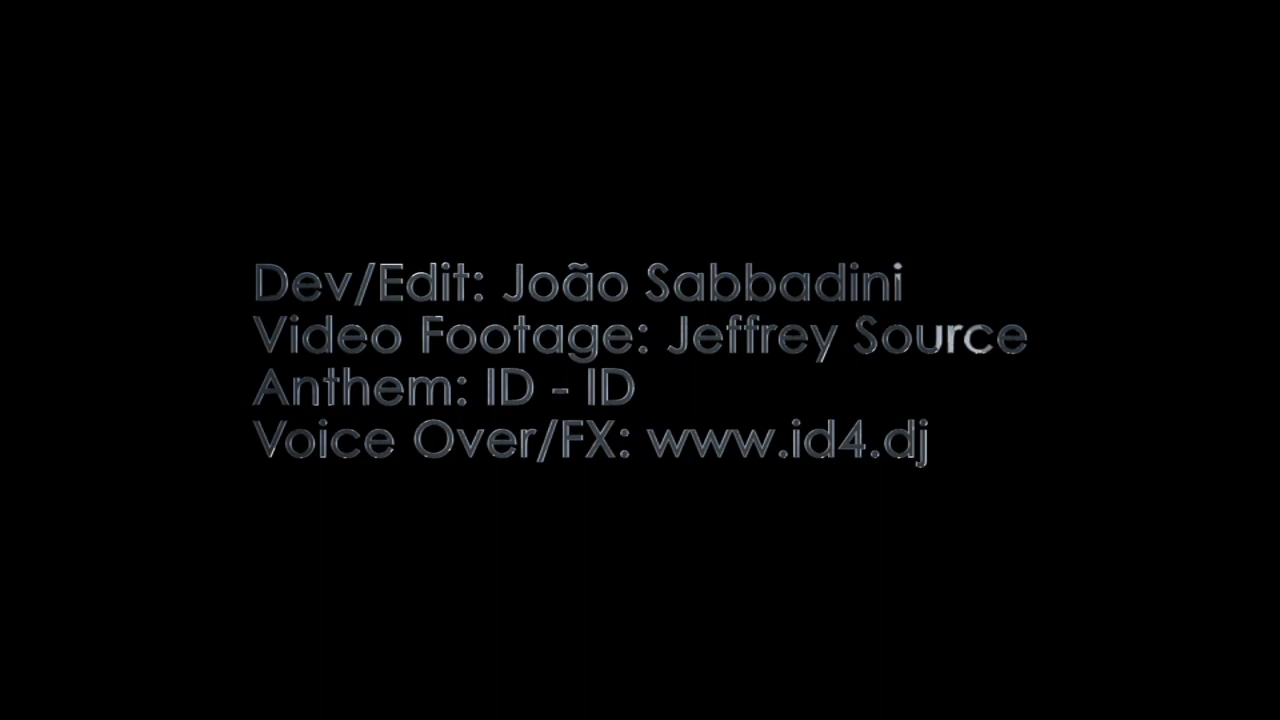 Dev/Edit: João Sabbadini
Video Footage: Jeffrey Source
Anthem: ID - ID
Voice Over/FX: www.id4.dj